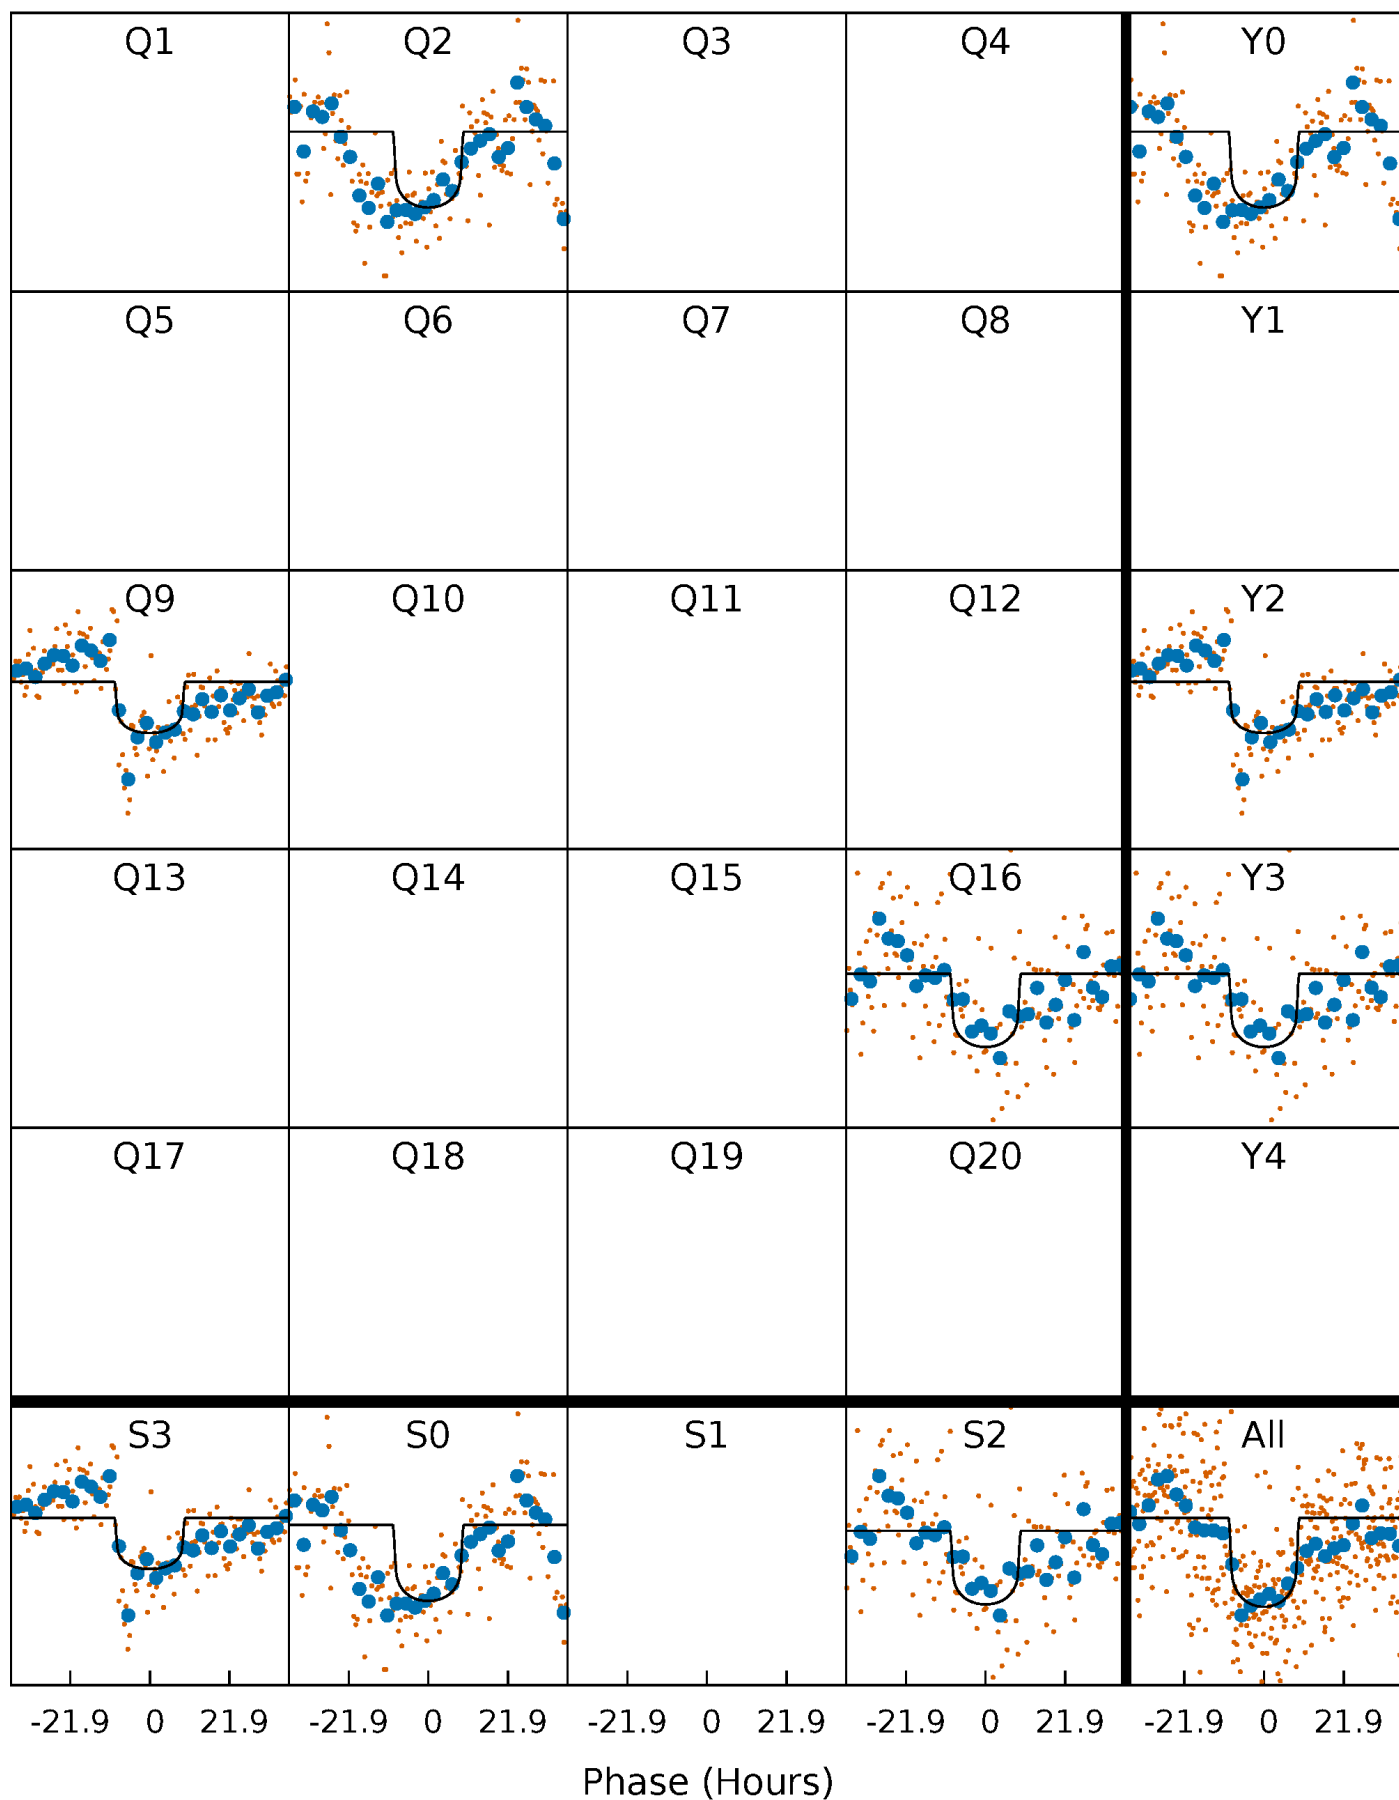 Q1 Q2 Q3 Q4 Y0
Q5 Q6 Q7 Q8 Y1
Q9 Q10 Q11 Q12 Y2
Q13 Q14 Q15 Q16 Y3
Q17 Q18 Q19 Q20 Y4
S3 S0 S1 S2 All
-21.9 0 21.9 -21.9 0 21.9 -21.9 0 21.9 -21.9 0 21.9 -21.9 0 21.9
Phase (Hours)